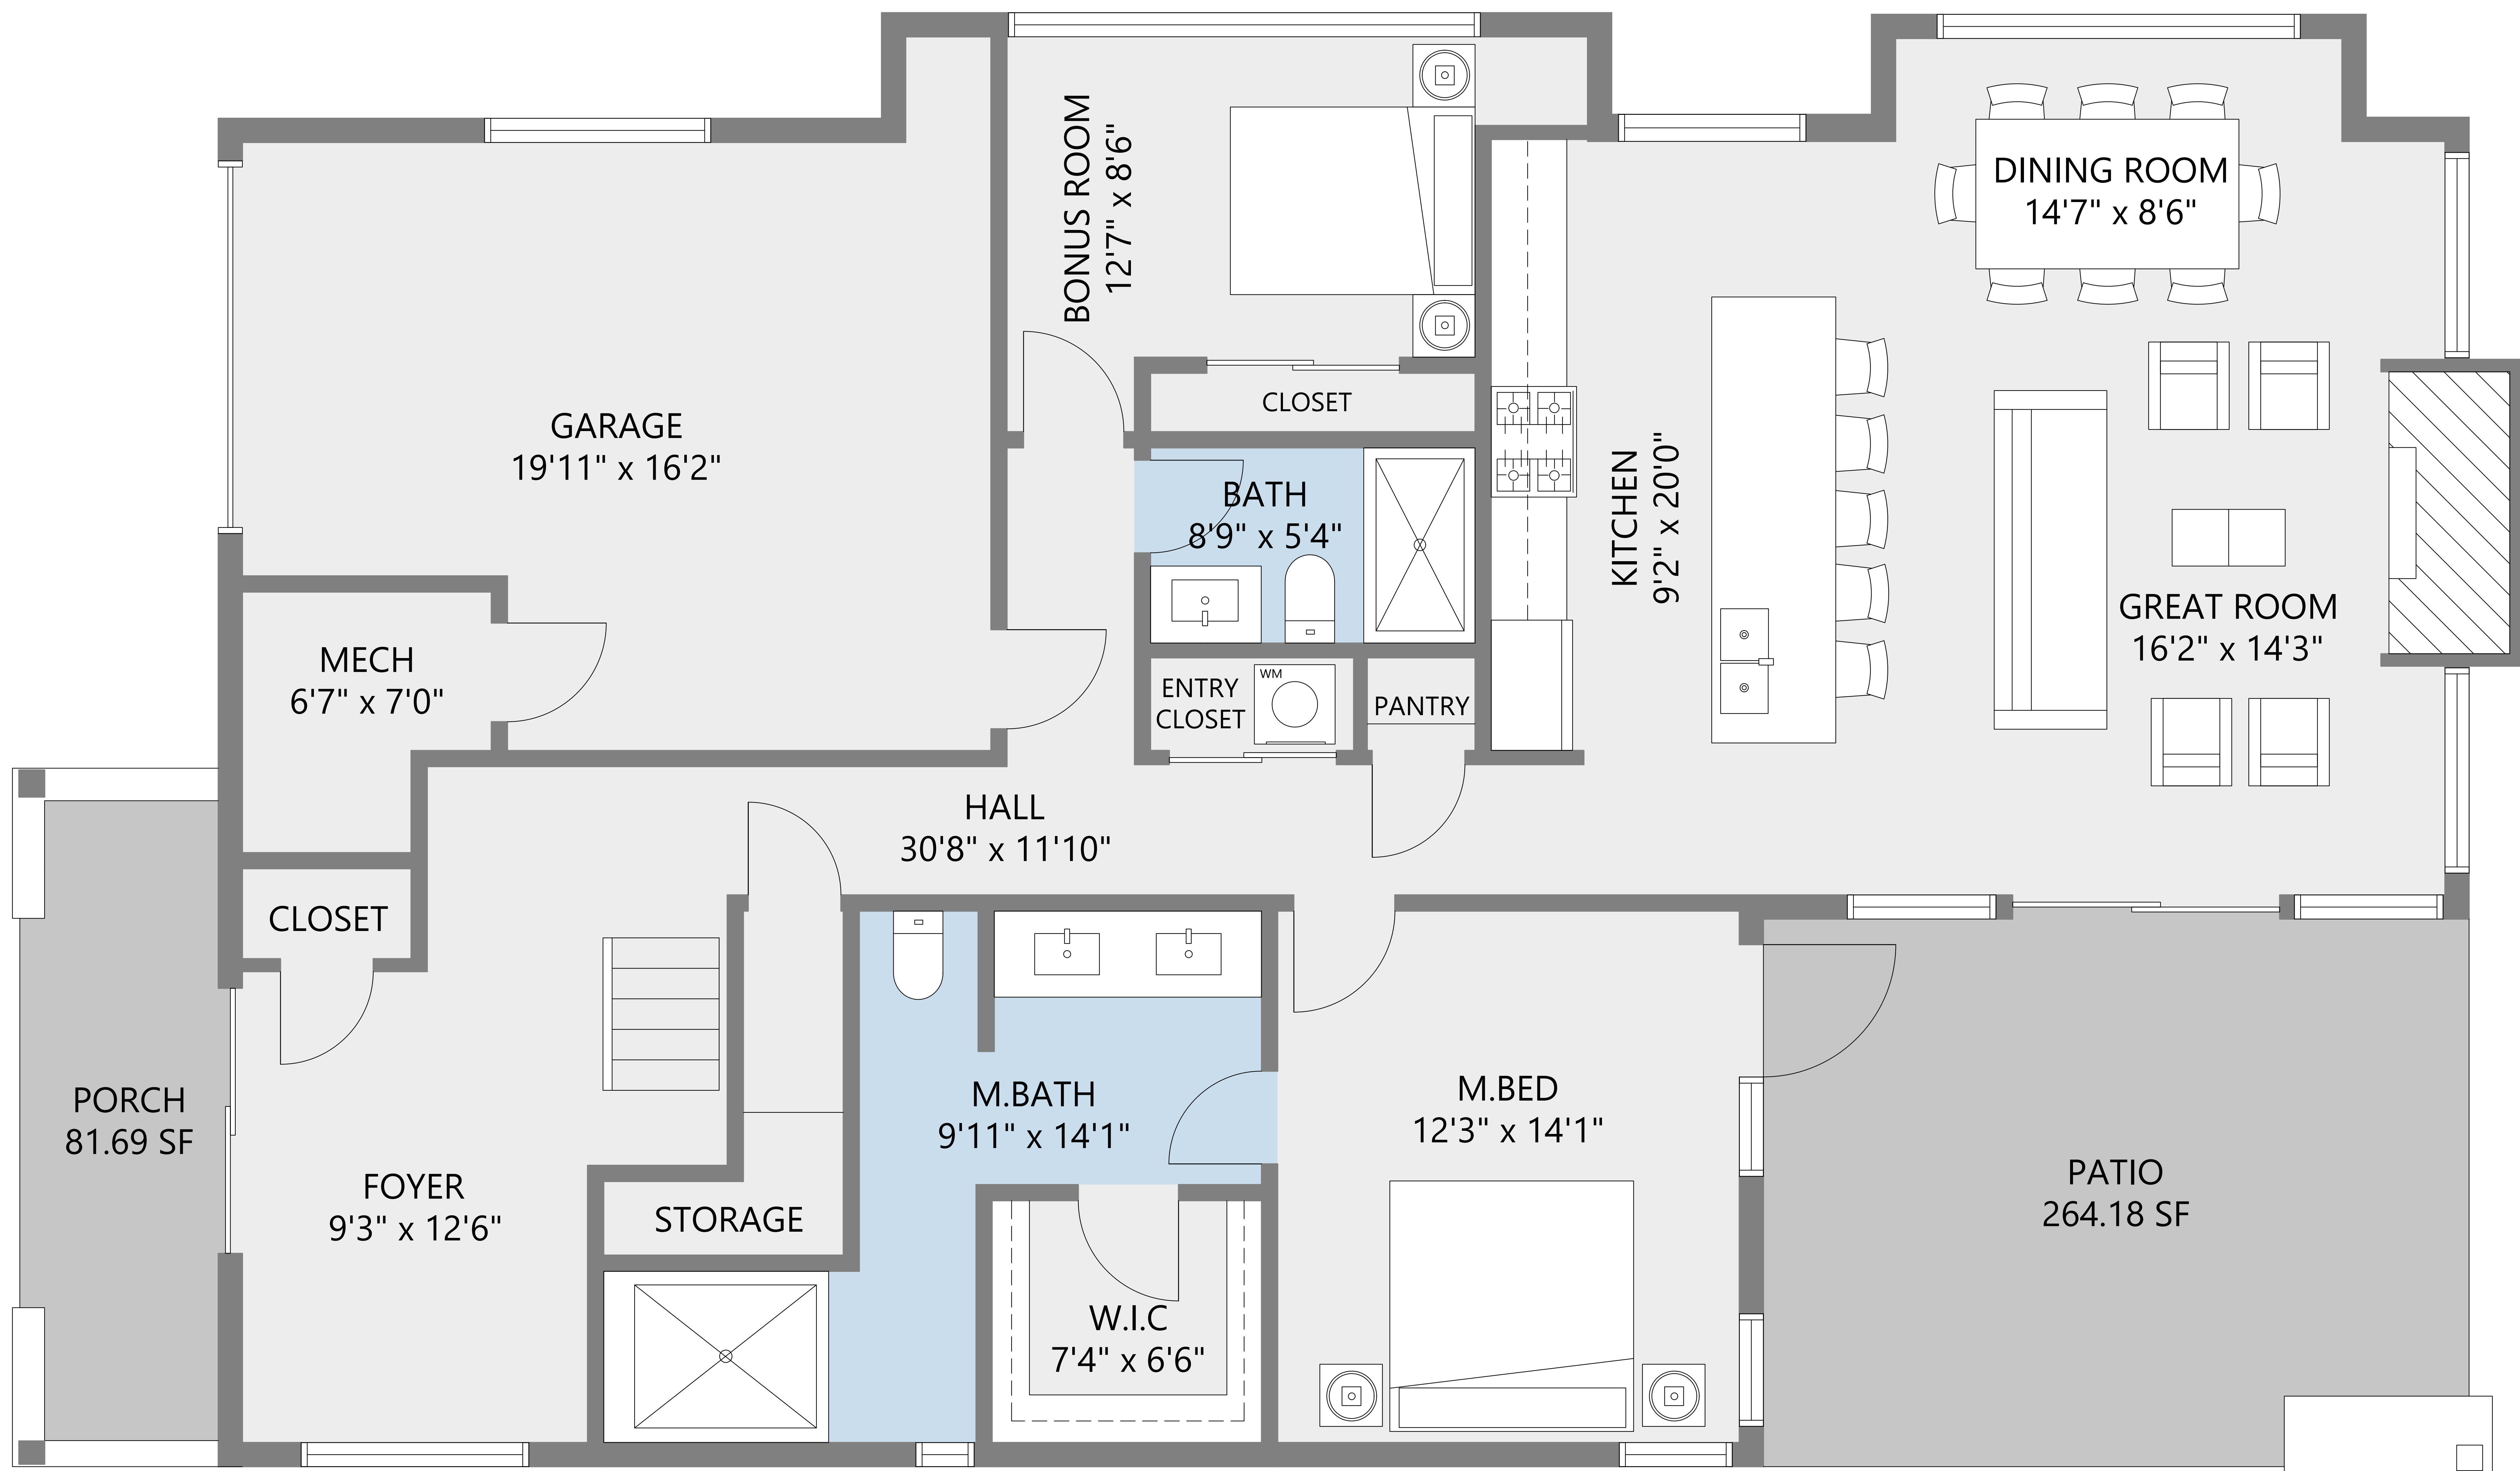 BONUS ROOM
12'7" x 8'6"
DINING ROOM
14'7" x 8'6"
GARAGE
19'11" x 16'2"
CLOSET
BATH
8'9" x 5'4"
KITCHEN
9'2" x 20'0"
GREAT ROOM
16'2" x 14'3"
MECH
6'7" x 7'0"
ENTRY
CLOSET
WM
PANTRY
HALL
30'8" x 11'10"
CLOSET
PORCH
81.69 SF
M.BATH
9'11" x 14'1"
M.BED
12'3" x 14'1"
FOYER
9'3" x 12'6"
STORAGE
PATIO
264.18 SF
W.I.C
7'4" x 6'6"